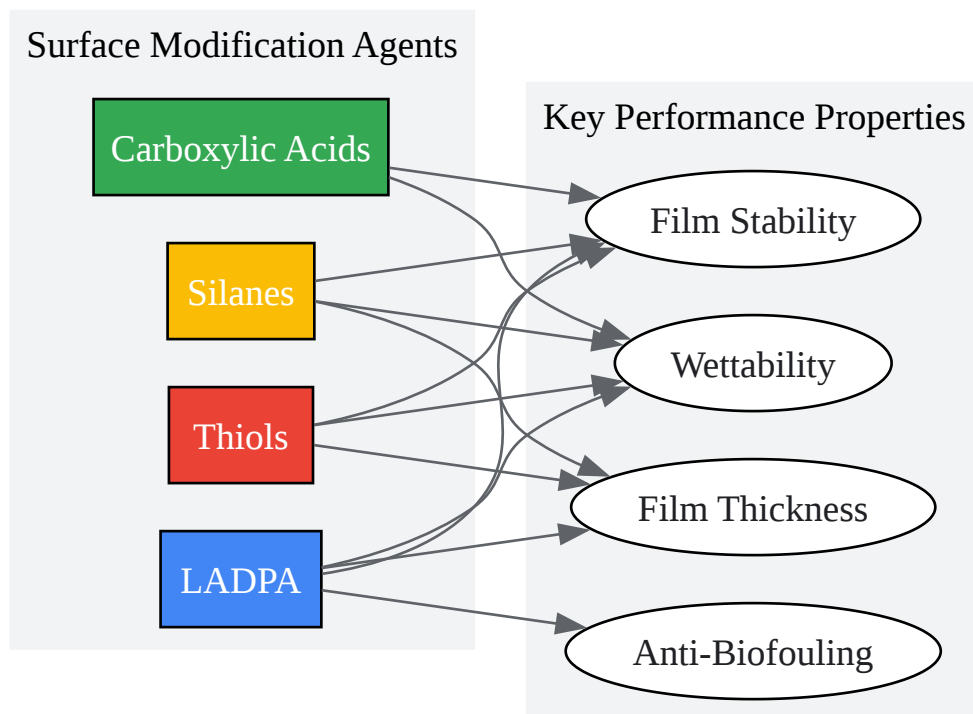 Surface Modification Agents
Carboxylic Acids
Silanes
Thiols
LADPA
Key Performance Properties
Film Stability
Wettability
Film Thickness
Anti-Biofouling